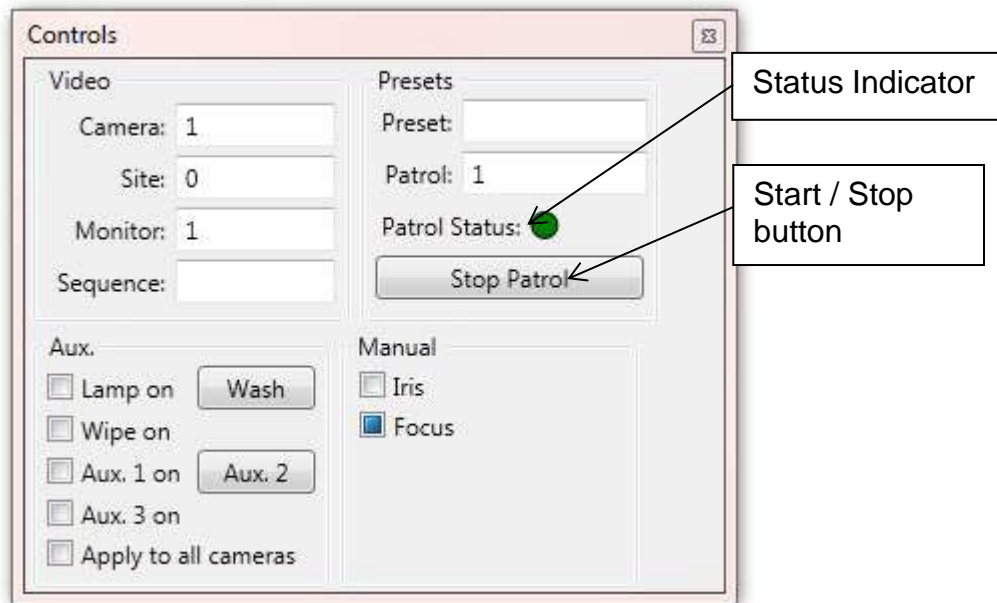 Controls
Video
Camera: 1
Site: 0
Monitor: 1
Sequence:
Presets
Preset:
Patrol: 1
Patrol Status:
Stop Patrol
Status Indicator
Start / Stop
button
Aux.
Lamp on Wash
Wipe on
Aux. 1 on Aux. 2
Aux. 3 on
Apply to all cameras
Manual
Iris
Focus